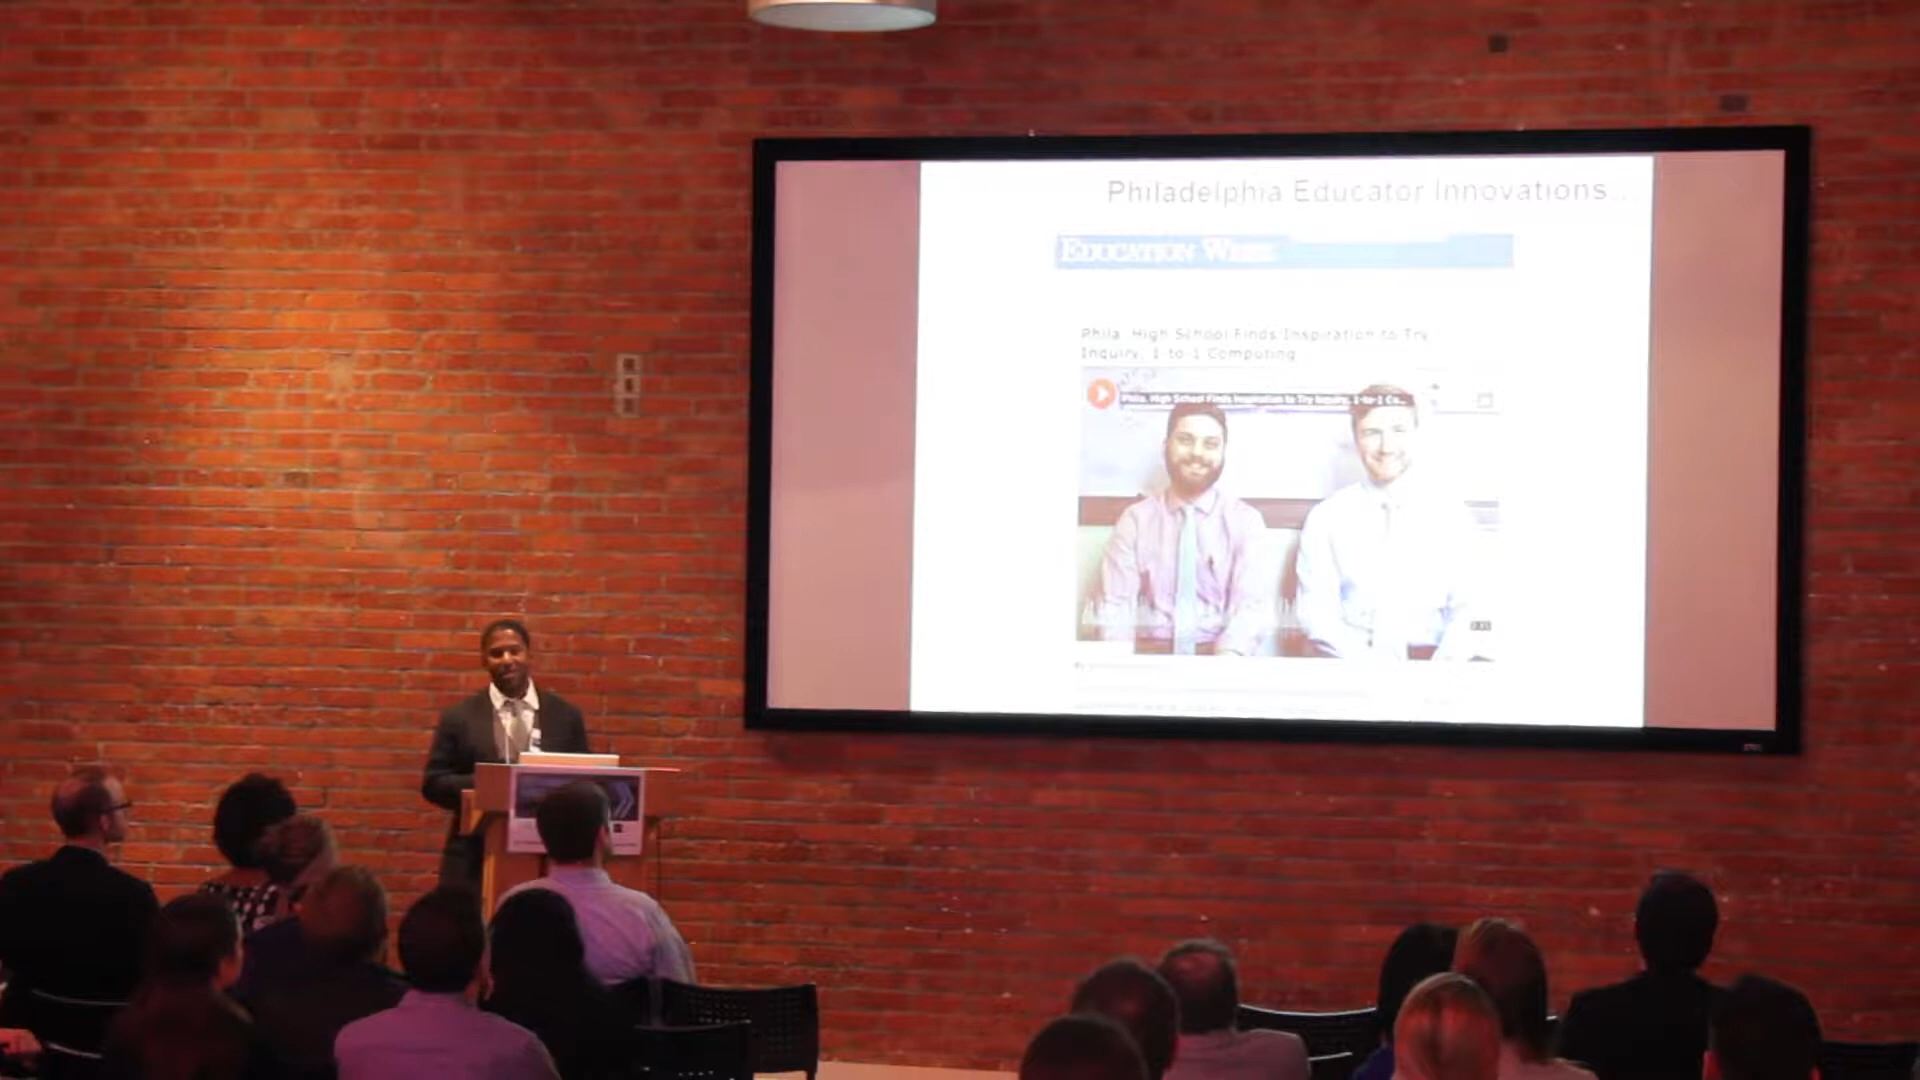 Philadelphia Educator Innovations...
EDUCATION WEEK
Phila. High School Finds Inspiration to Try
Inquiry, 1-to-1 Computing
Phila. High School Finds Inspiration to Try Inquiry, 1-to-1 Co...